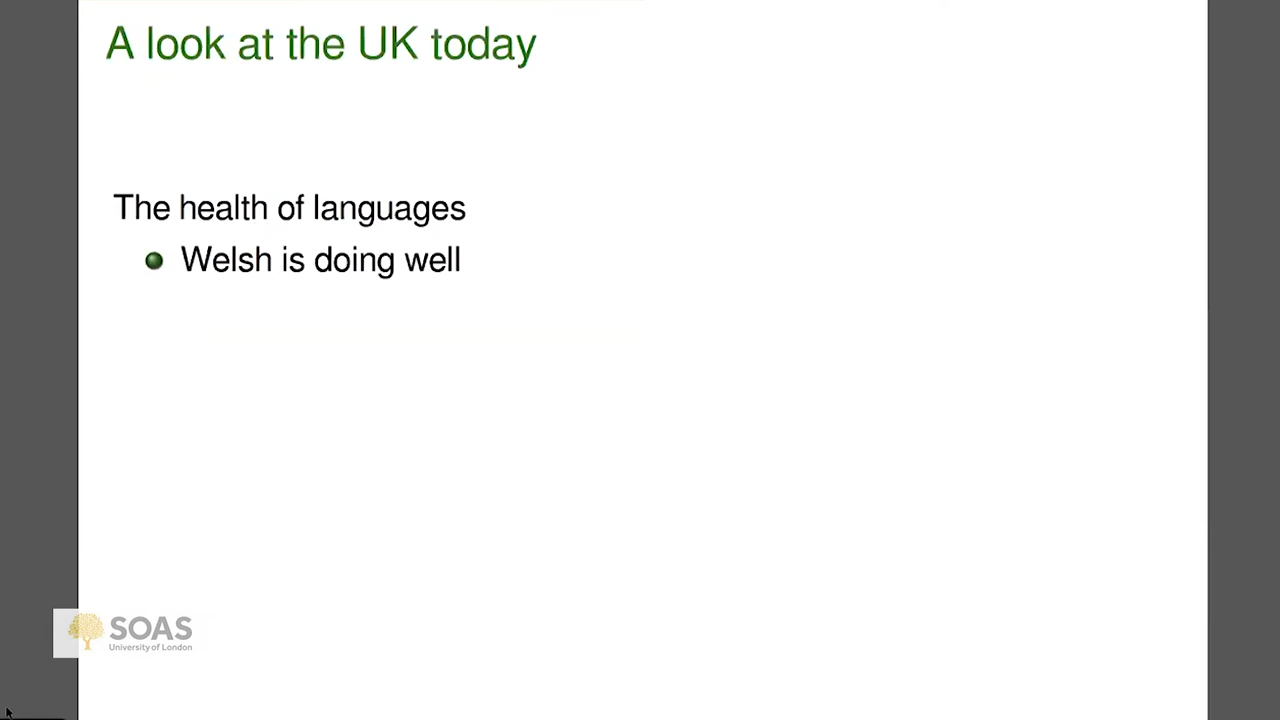 A look at the UK today
The health of languages
Welsh is doing well
SOAS
University of London